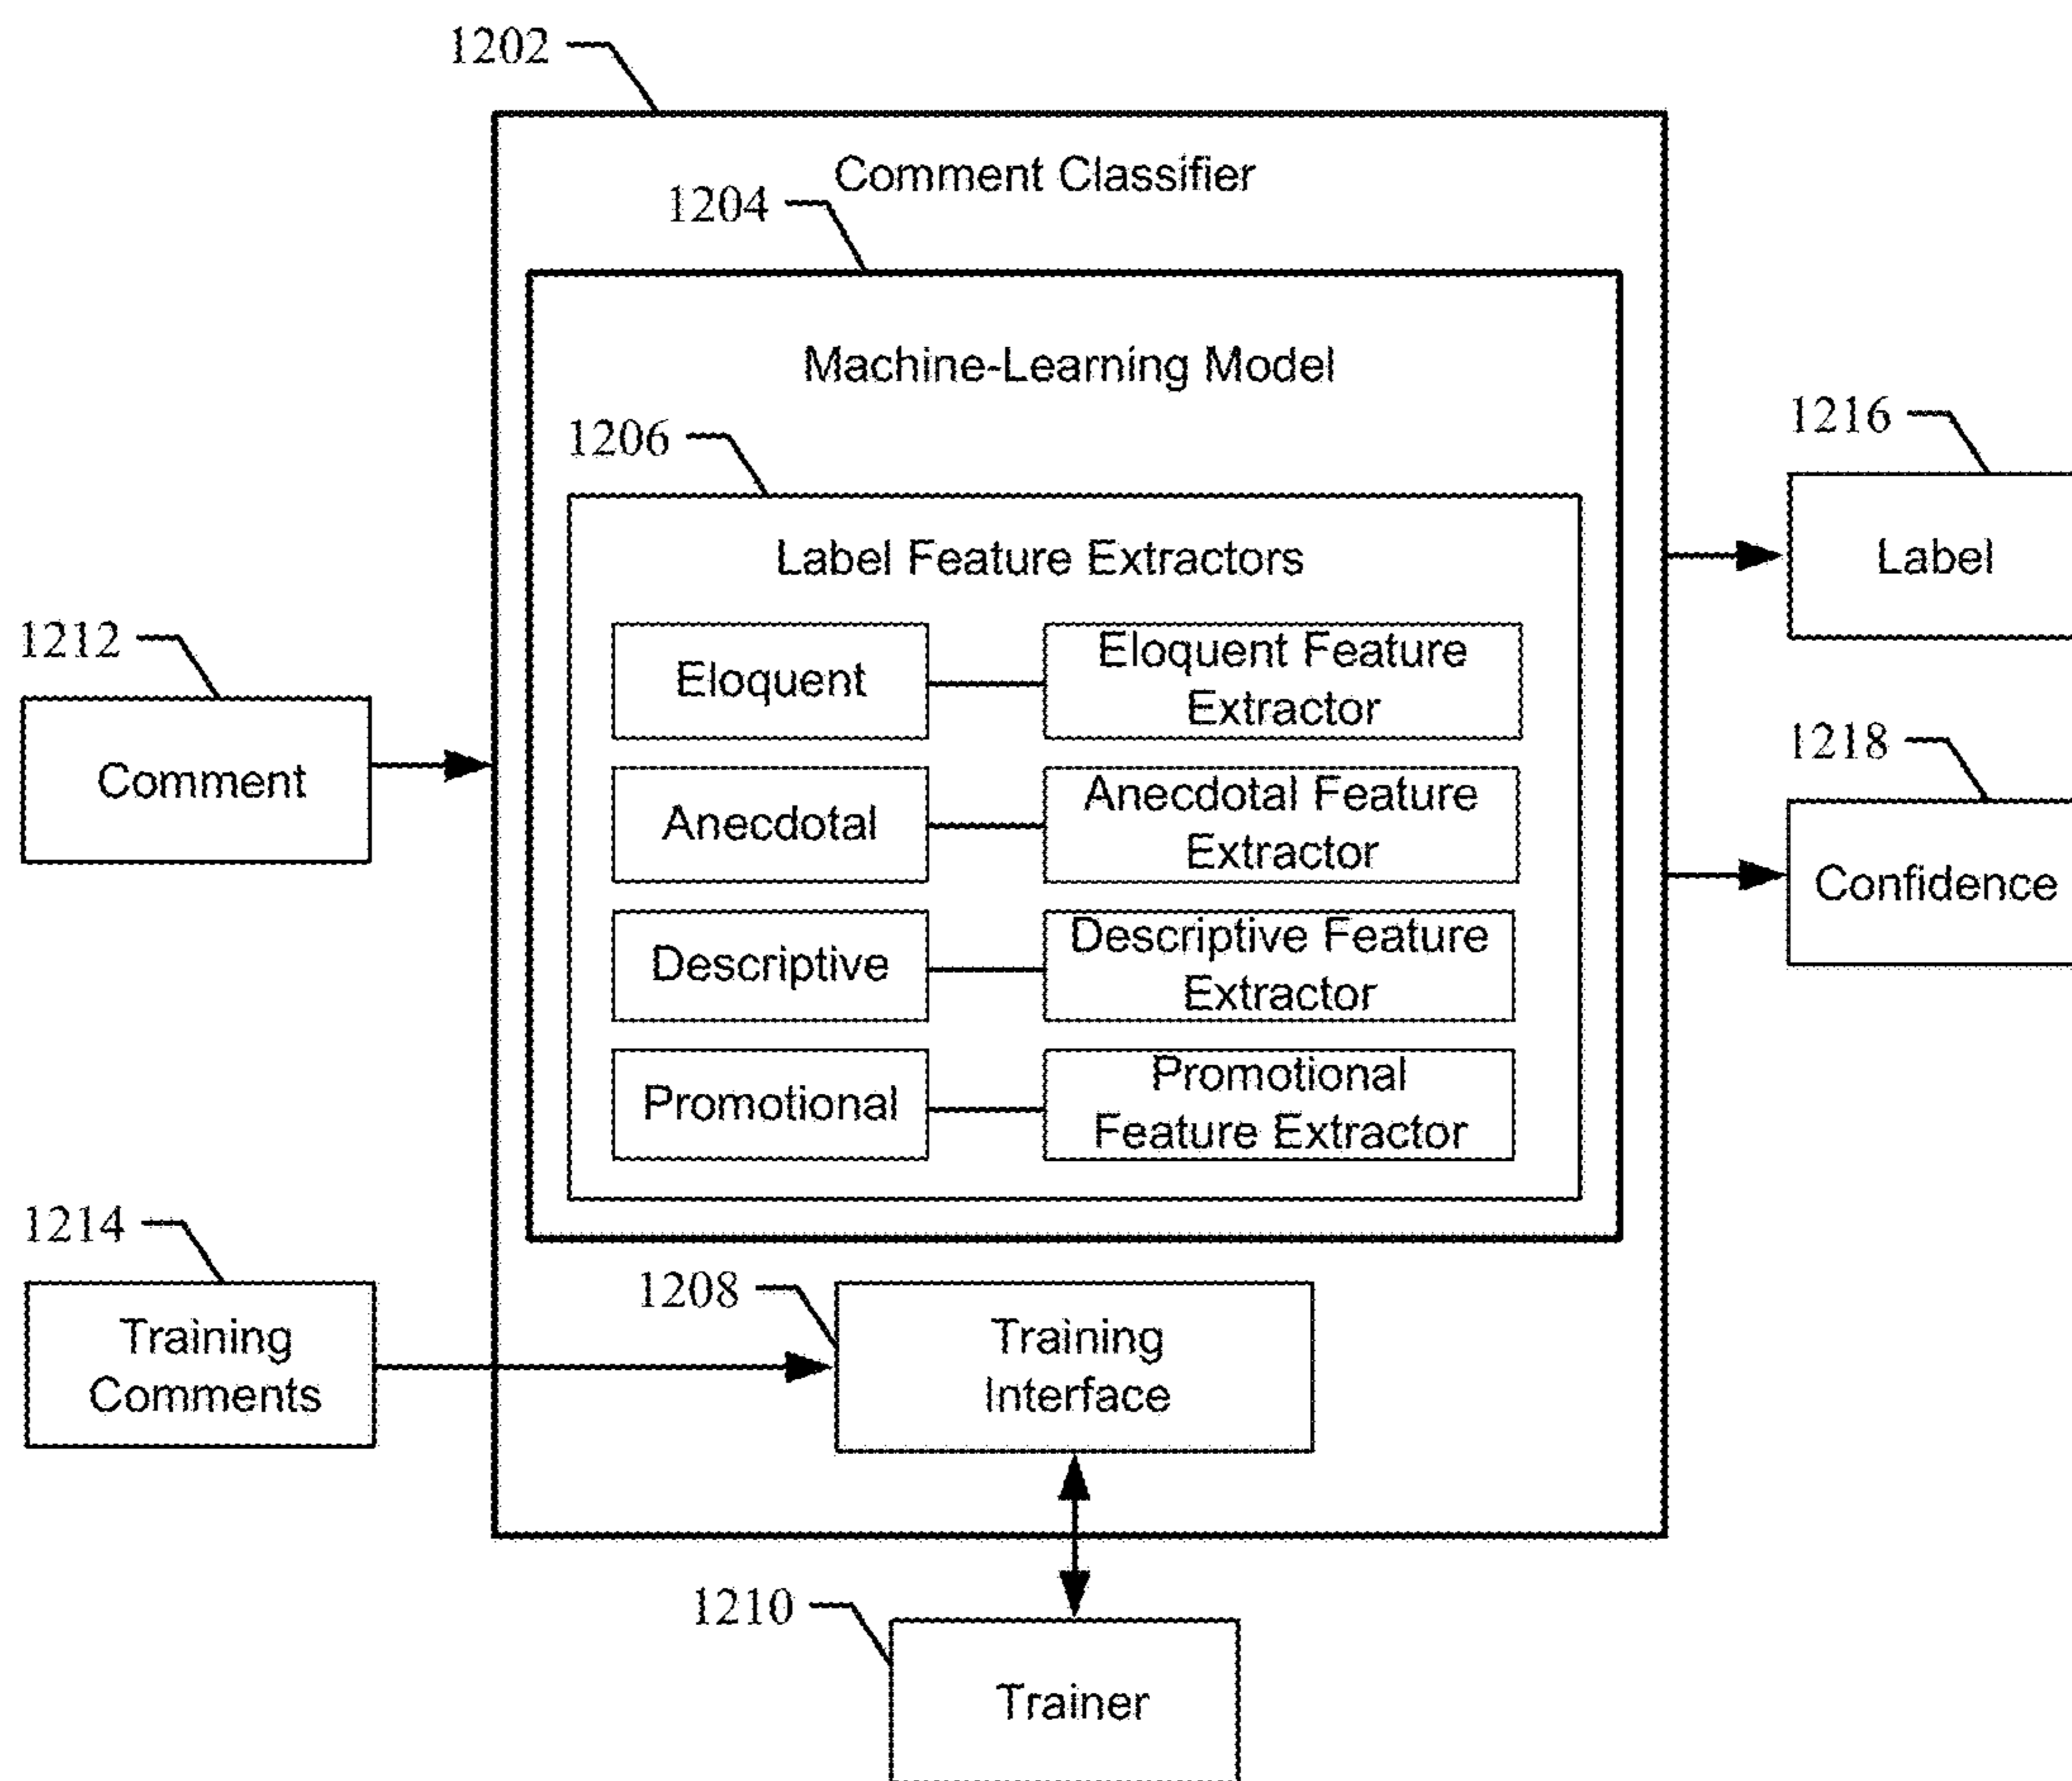 1202
Comment Classifier
1204
Machine-Learning Model
1206
1216
Label Feature Extractors
Label
1212
Eloquent
Eloquent Feature
Extractor
Comment
1218
Anecdotal
Anecdotal Feature
Extractor
Confidence
Descriptive
Descriptive Feature
Extractor
Promotional
Promotional
Feature Extractor
1214
1208
Training
Comments
Training
Interface
1210
Trainer